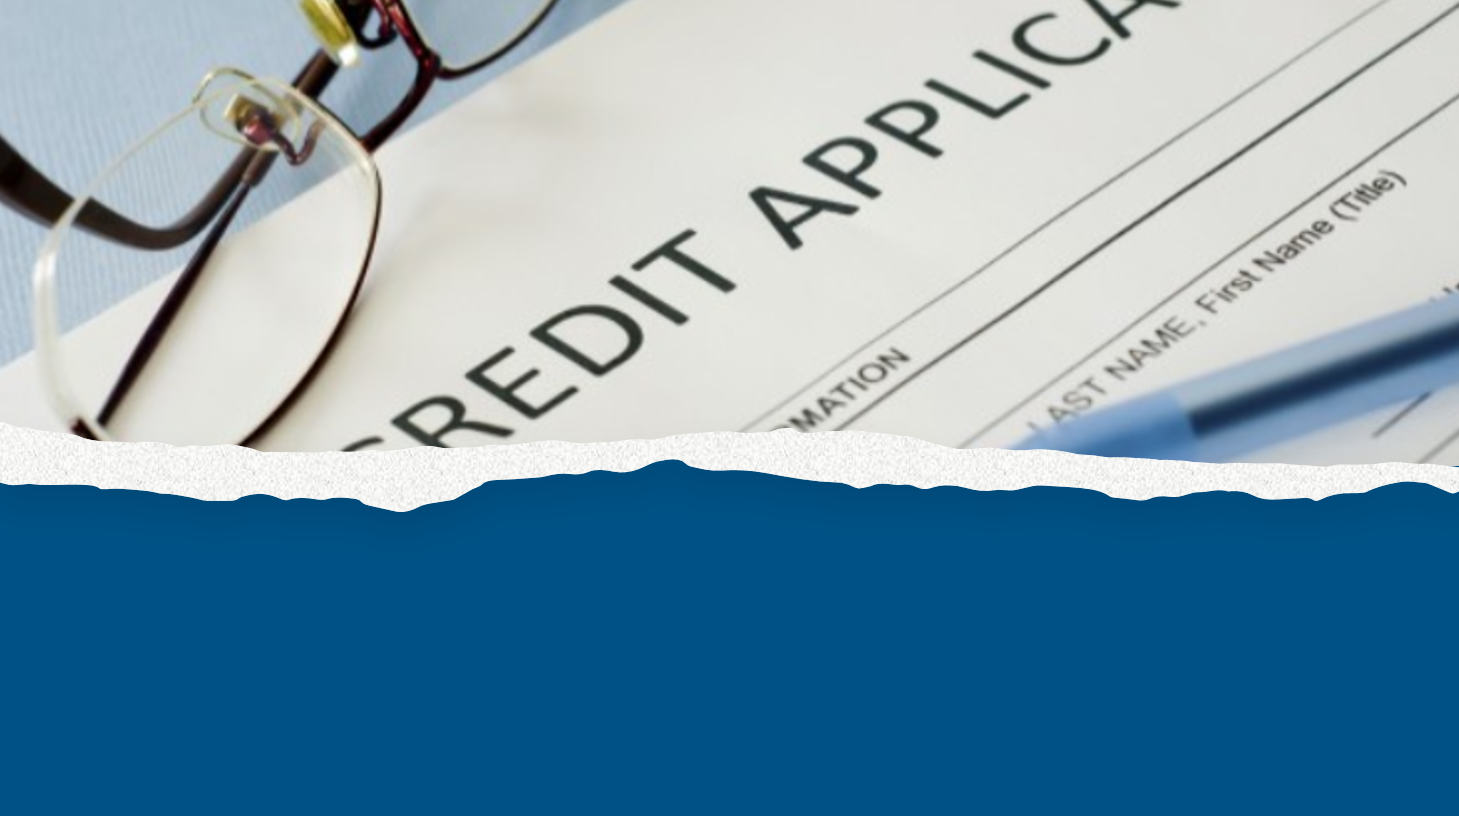 CREDIT APPLICA
MATION
LAST NAME, First Name (Title)